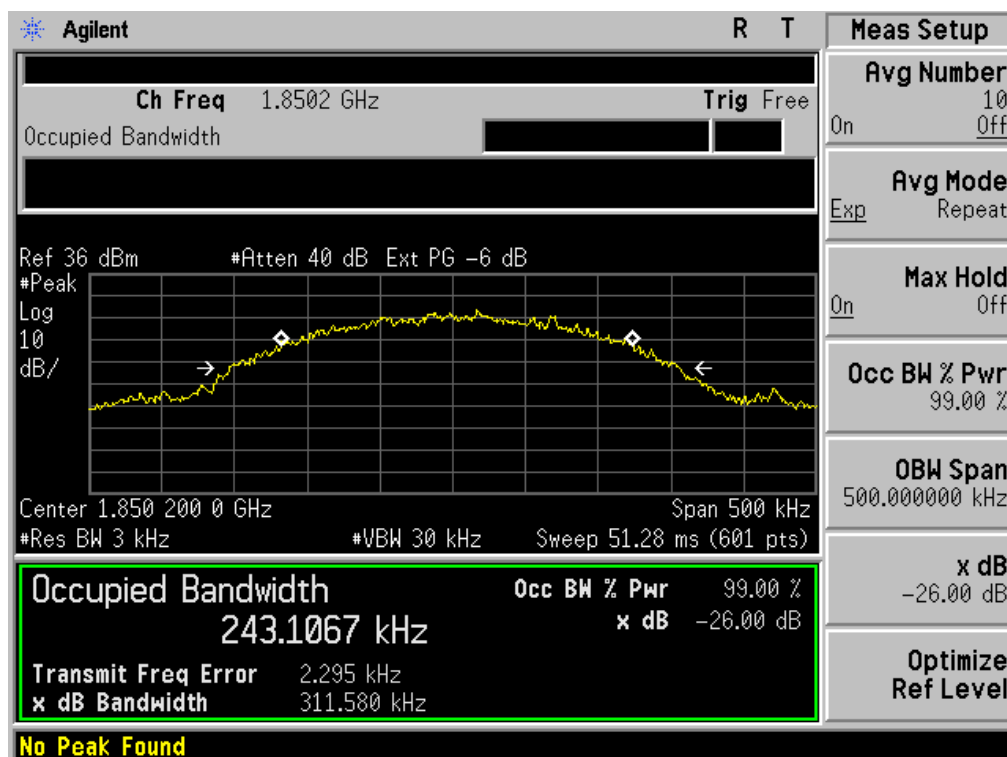 Agilent R T
Ch Freq 1.8502 GHz Trig Free
Occupied Bandwidth
Ref 36 dBm #Atten 40 dB Ext PG -6 dB
#Peak
Log
10
dB/
Center 1.850 200 0 GHz Span 500 kHz
#Res BW 3 kHz #VBW 30 kHz Sweep 51.28 ms (601 pts)
Occupied Bandwidth Occ BW % Pwr 99.00 %
243.1067 kHz x dB -26.00 dB
Transmit Freq Error 2.295 kHz
x dB Bandwidth 311.580 kHz
No Peak Found
Meas Setup
Avg Number
10
On Off
Avg Mode
Exp Repeat
Max Hold
On Off
Occ BW % Pwr
99.00 %
OBW Span
500.000000 kHz
x dB
-26.00 dB
Optimize
Ref Level